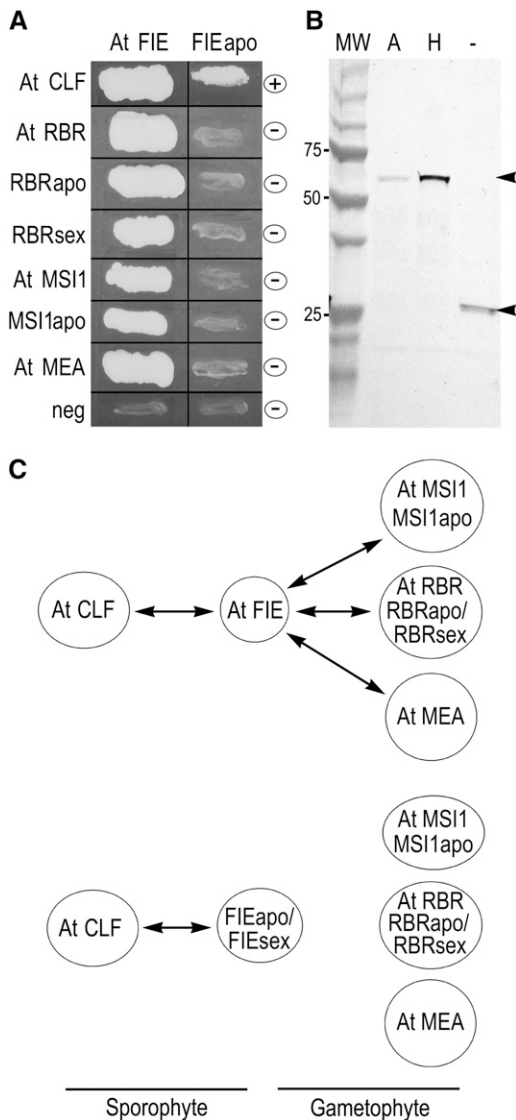 A
At FIE FIEapo
At CLF +
At RBR -
RBRapo -
RBRsex -
At MSI1 -
MSI1apo -
At MEA -
neg -
B
MW A H -
75-
50-
25-
C
At MSI1
MSI1apo
At CLF
At FIE
At RBR
RBRapo/
RBRsex
At MEA
At MSI1
MSI1apo
At CLF
FIEapo/
FIEsex
At RBR
RBRapo/
RBRsex
At MEA
Sporophyte
Gametophyte